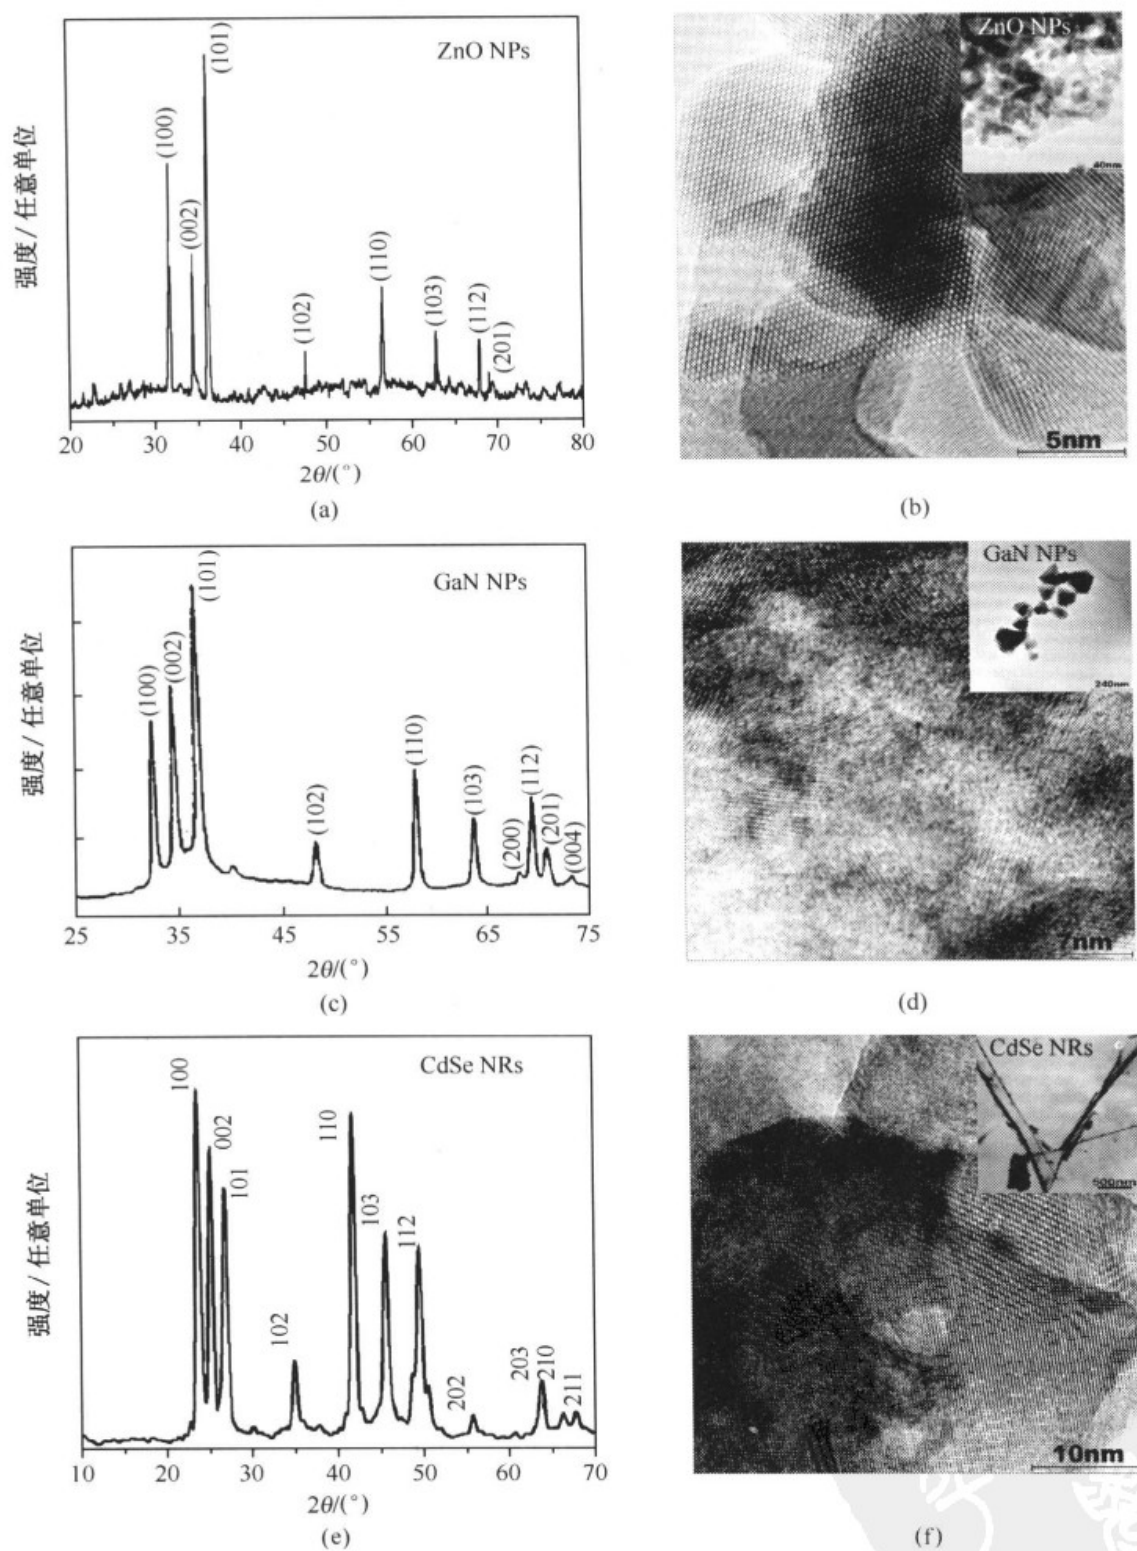 强度 / 任意单位
ZnO NPs
(100)
(002)
(101)
(102)
(110)
(103)
(112)
(201)
20 30 40 50 60 70 80
2θ/(°)
(a)
ZnO NPs
40nm
5nm
(b)
强度 / 任意单位
GaN NPs
(100)
(002)
(101)
(102)
(110)
(103)
(200)
(112)
(201)
(004)
25 35 45 55 65 75
2θ/(°)
(c)
GaN NPs
240nm
7nm
(d)
强度 / 任意单位
CdSe NRs
100
002
101
102
110
103
112
202
203
210
211
10 20 30 40 50 60 70
2θ/(°)
(e)
CdSe NRs
500nm
10nm
(f)